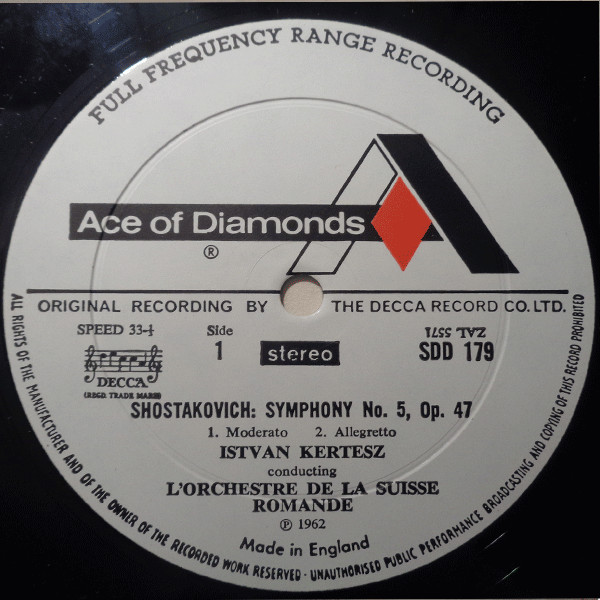 FULL FREQUENCY RANGE RECORDING
Ace of Diamonds
®
ORIGINAL RECORDING BY THE DECCA RECORD CO. LTD.
SPEED 33-⅓
Side
1
stereo
ZAL 5571
SDD 179
DECCA
(REGD. TRADE MARK)
SHOSTAKOVICH: SYMPHONY No. 5, Op. 47
1. Moderato 2. Allegretto
ISTVAN KERTESZ
conducting
L'ORCHESTRE DE LA SUISSE
ROMANDE
℗ 1962
Made in England
ALL RIGHTS OF THE MANUFACTURER AND OF THE OWNER OF THE RECORDED WORK RESERVED · UNAUTHORISED PUBLIC PERFORMANCE BROADCASTING AND COPYING OF THIS RECORD PROHIBITED